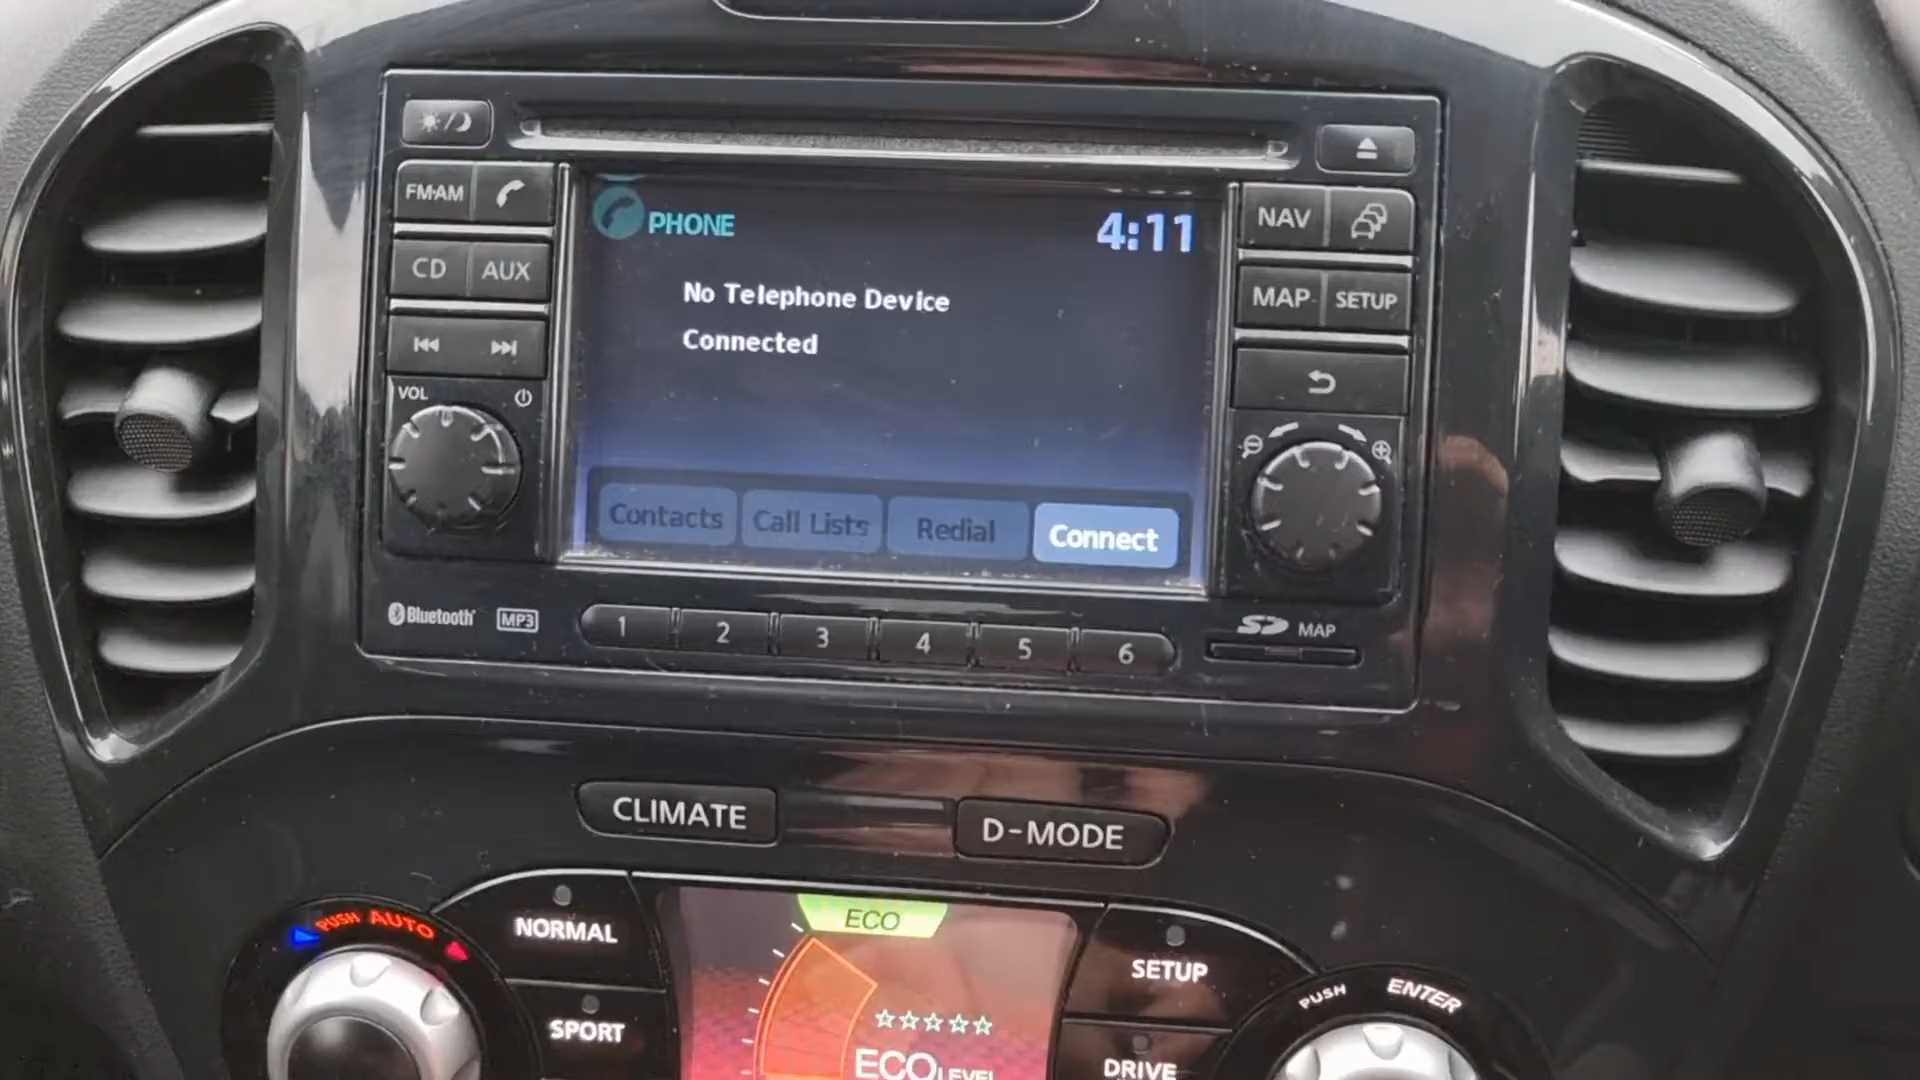 FM·AM
CD AUX
VOL
PHONE
4:11
No Telephone Device
Connected
Contacts Call Lists Redial Connect
NAV
MAP SETUP
Bluetooth MP3
1 2 3 4 5 6
SD MAP
CLIMATE D-MODE
PUSH AUTO
NORMAL
SPORT
ECO
ECO LEVEL
SETUP
DRIVE
PUSH ENTER